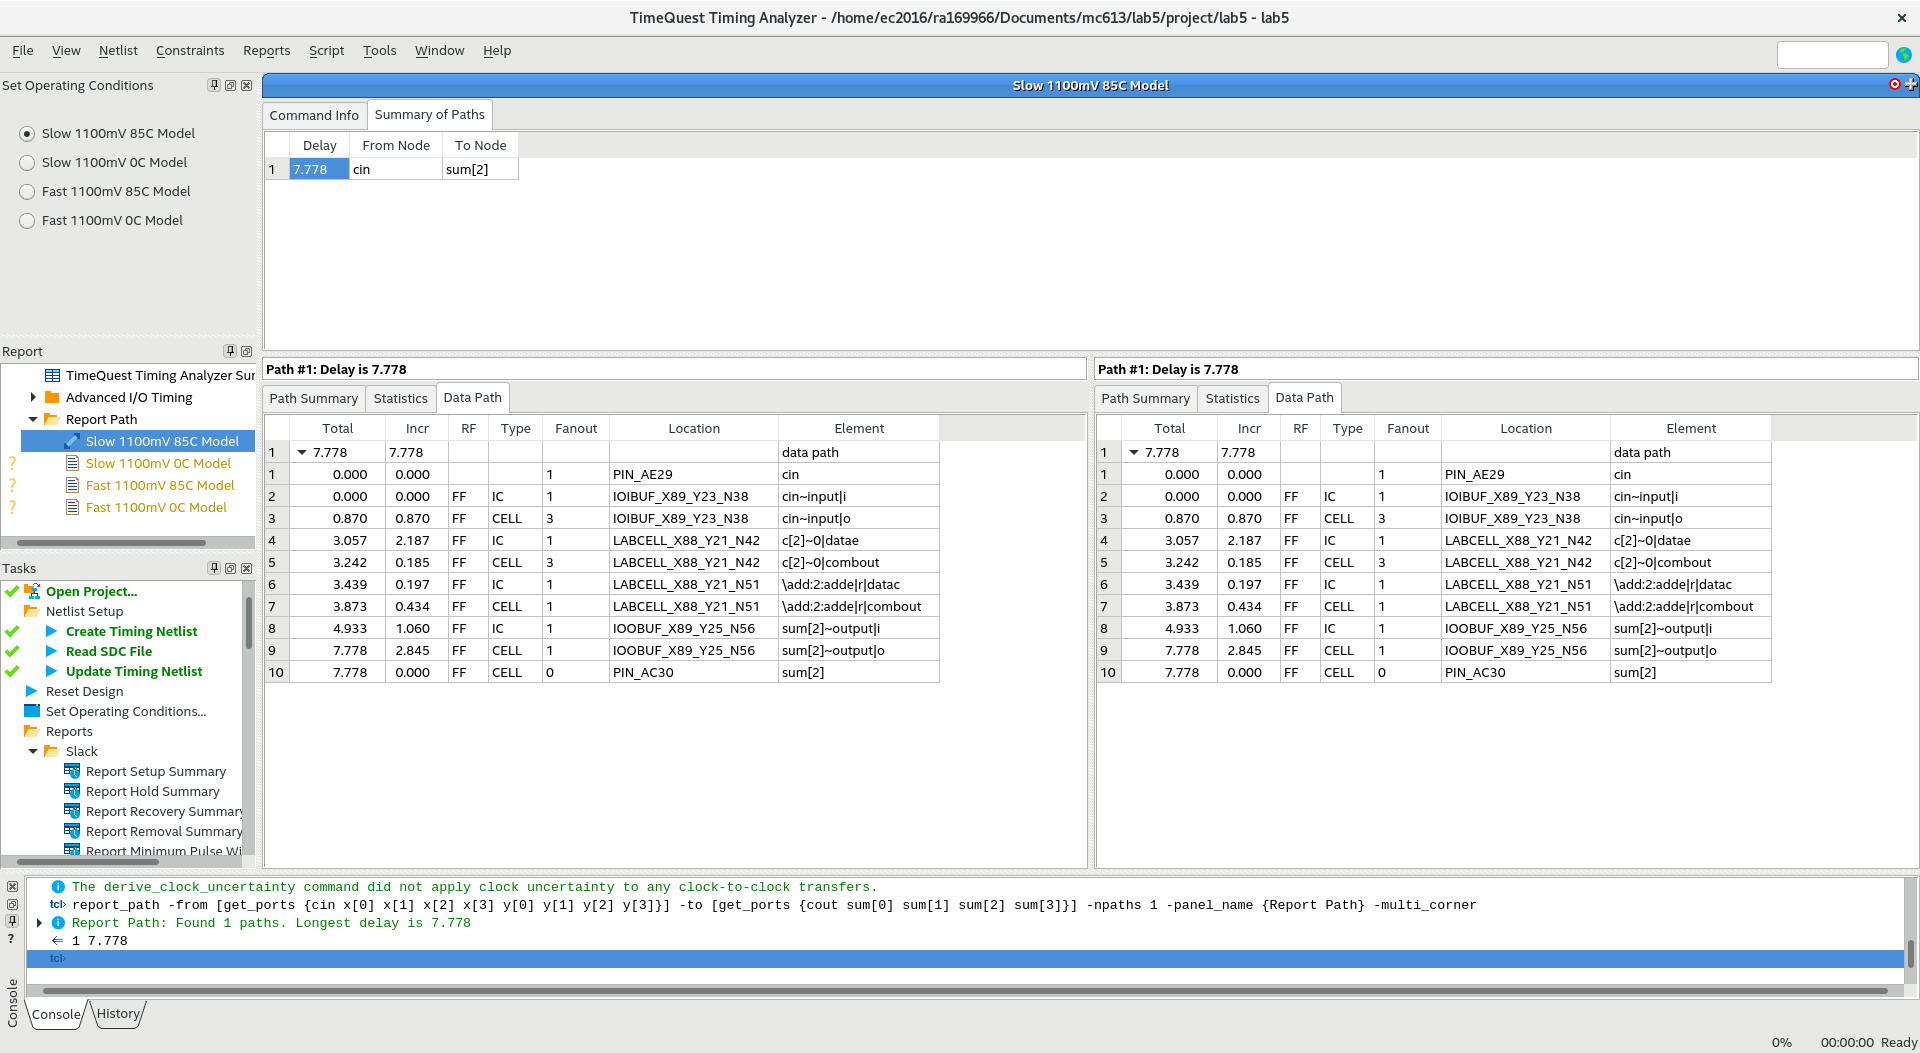 TimeQuest Timing Analyzer - /home/ec2016/ra169966/Documents/mc613/lab5/project/lab5 - lab5
File View Netlist Constraints Reports Script Tools Window Help
Set Operating Conditions
Slow 1100mV 85C Model
Slow 1100mV 0C Model
Fast 1100mV 85C Model
Fast 1100mV 0C Model
Report
TimeQuest Timing Analyzer Sur
Advanced I/O Timing
Report Path
Slow 1100mV 85C Model
? Slow 1100mV 0C Model
? Fast 1100mV 85C Model
? Fast 1100mV 0C Model
Tasks
Open Project...
Netlist Setup
Create Timing Netlist
Read SDC File
Update Timing Netlist
Reset Design
Set Operating Conditions...
Reports
Slack
Report Setup Summary
Report Hold Summary
Report Recovery Summary
Report Removal Summary
Report Minimum Pulse Wi
Slow 1100mV 85C Model
Command Info Summary of Paths
Delay From Node To Node
1 7.778 cin sum[2]
Path #1: Delay is 7.778
Path Summary Statistics Data Path
Total Incr RF Type Fanout Location Element
1 7.778 7.778 data path
1 0.000 0.000 1 PIN_AE29 cin
2 0.000 0.000 FF IC 1 IOIBUF_X89_Y23_N38 cin~input|i
3 0.870 0.870 FF CELL 3 IOIBUF_X89_Y23_N38 cin~input|o
4 3.057 2.187 FF IC 1 LABCELL_X88_Y21_N42 c[2]~0|datae
5 3.242 0.185 FF CELL 3 LABCELL_X88_Y21_N42 c[2]~0|combout
6 3.439 0.197 FF IC 1 LABCELL_X88_Y21_N51 \add:2:adde|r|datac
7 3.873 0.434 FF CELL 1 LABCELL_X88_Y21_N51 \add:2:adde|r|combout
8 4.933 1.060 FF IC 1 IOOBUF_X89_Y25_N56 sum[2]~output|i
9 7.778 2.845 FF CELL 1 IOOBUF_X89_Y25_N56 sum[2]~output|o
10 7.778 0.000 FF CELL 0 PIN_AC30 sum[2]
Path #1: Delay is 7.778
Path Summary Statistics Data Path
Total Incr RF Type Fanout Location Element
1 7.778 7.778 data path
1 0.000 0.000 1 PIN_AE29 cin
2 0.000 0.000 FF IC 1 IOIBUF_X89_Y23_N38 cin~input|i
3 0.870 0.870 FF CELL 3 IOIBUF_X89_Y23_N38 cin~input|o
4 3.057 2.187 FF IC 1 LABCELL_X88_Y21_N42 c[2]~0|datae
5 3.242 0.185 FF CELL 3 LABCELL_X88_Y21_N42 c[2]~0|combout
6 3.439 0.197 FF IC 1 LABCELL_X88_Y21_N51 \add:2:adde|r|datac
7 3.873 0.434 FF CELL 1 LABCELL_X88_Y21_N51 \add:2:adde|r|combout
8 4.933 1.060 FF IC 1 IOOBUF_X89_Y25_N56 sum[2]~output|i
9 7.778 2.845 FF CELL 1 IOOBUF_X89_Y25_N56 sum[2]~output|o
10 7.778 0.000 FF CELL 0 PIN_AC30 sum[2]
The derive_clock_uncertainty command did not apply clock uncertainty to any clock-to-clock transfers.
tcl> report_path -from [get_ports {cin x[0] x[1] x[2] x[3] y[0] y[1] y[2] y[3]}] -to [get_ports {cout sum[0] sum[1] sum[2] sum[3]}] -npaths 1 -panel_name {Report Path} -multi_corner
Report Path: Found 1 paths. Longest delay is 7.778
1 7.778
tcl>
?
Console
Console History
0% 00:00:00 Ready